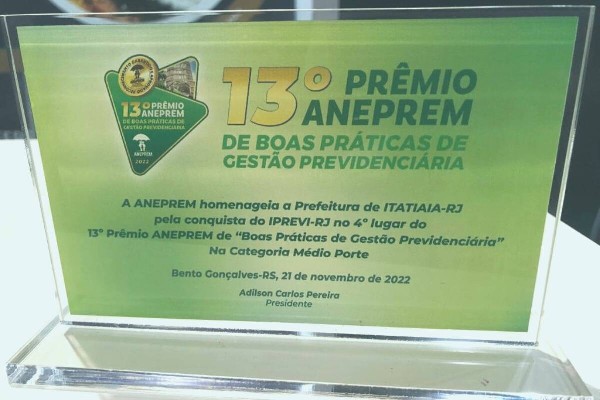 13º PRÊMIO
ANEPREM
DE BOAS PRÁTICAS DE
GESTÃO PREVIDENCIÁRIA
ANEPREM
2022
13º PRÊMIO
ANEPREM
DE BOAS PRÁTICAS DE
GESTÃO PREVIDENCIÁRIA
A ANEPREM homenageia a Prefeitura de ITATIAIA-RJ
pela conquista do IPREVI-RJ no 4º lugar do
13º Prêmio ANEPREM de “Boas Práticas de Gestão Previdenciária”
Na Categoria Médio Porte
Bento Gonçalves-RS, 21 de novembro de 2022
Adilson Carlos Pereira
Presidente